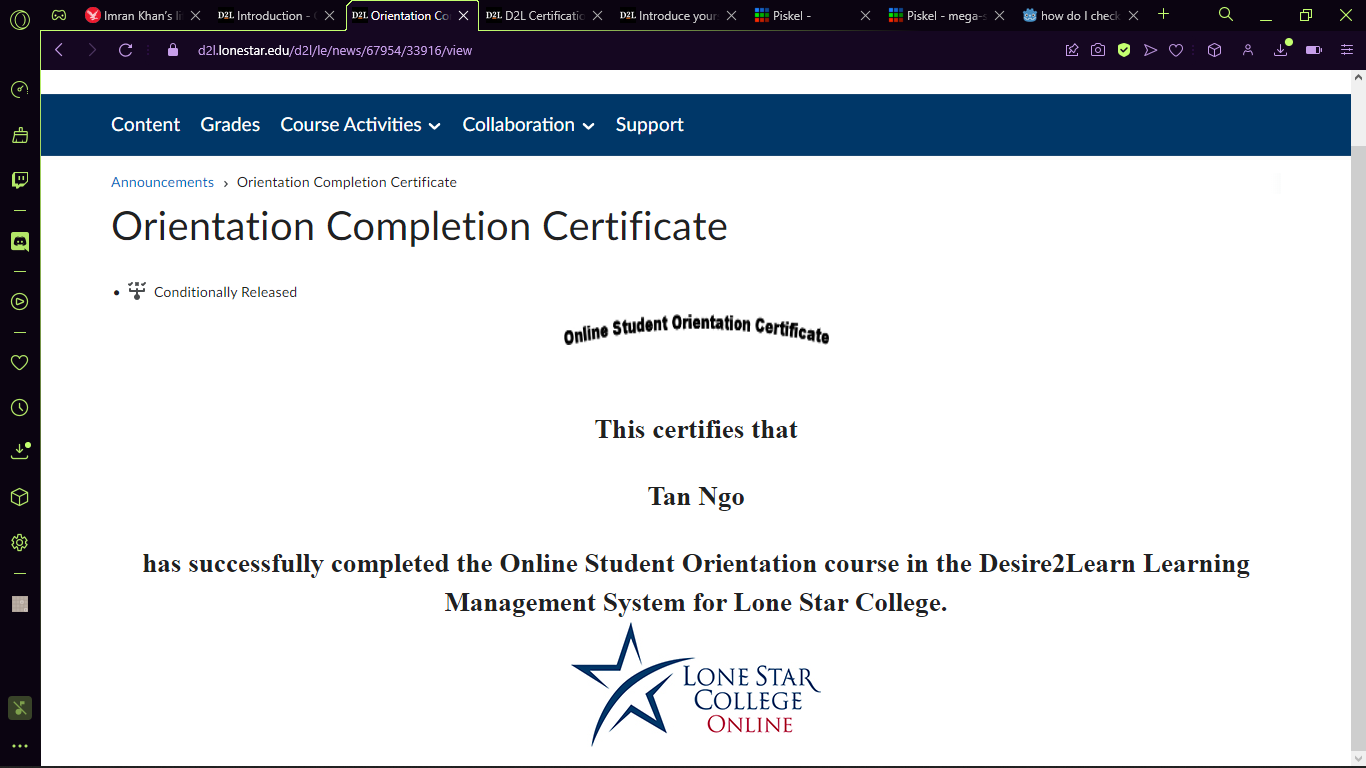 Imran Khan's li
D2L Introduction -
D2L Orientation Co
D2L D2L Certificatio
D2L Introduce your
Piskel -
Piskel - mega-s
how do I check
d2l.lonestar.edu/d2l/le/news/67954/33916/view
Content Grades Course Activities Collaboration Support
Announcements › Orientation Completion Certificate
Orientation Completion Certificate
• Conditionally Released
Online Student Orientation Certificate
This certifies that
Tan Ngo
has successfully completed the Online Student Orientation course in the Desire2Learn Learning
Management System for Lone Star College.
LONE STAR
COLLEGE
ONLINE